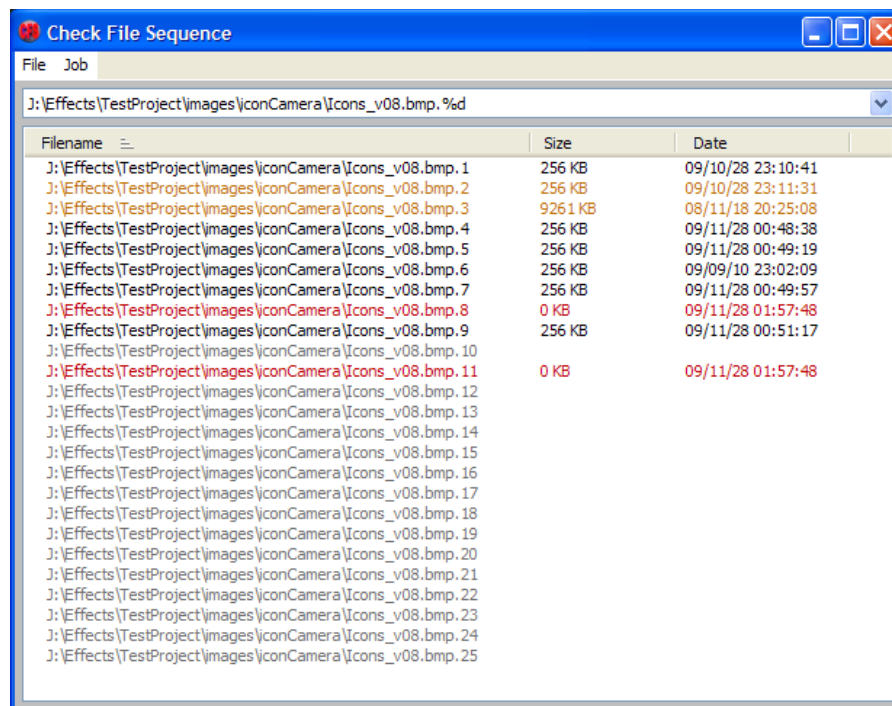 Check File Sequence
File Job
J:\Effects\TestProject\images\iconCamera\Icons_v08.bmp.%d
Filename Size Date
J:\Effects\TestProject\images\iconCamera\Icons_v08.bmp.1 256 KB 09/10/28 23:10:41
J:\Effects\TestProject\images\iconCamera\Icons_v08.bmp.2 256 KB 09/10/28 23:11:31
J:\Effects\TestProject\images\iconCamera\Icons_v08.bmp.3 9261 KB 08/11/18 20:25:08
J:\Effects\TestProject\images\iconCamera\Icons_v08.bmp.4 256 KB 09/11/28 00:48:38
J:\Effects\TestProject\images\iconCamera\Icons_v08.bmp.5 256 KB 09/11/28 00:49:19
J:\Effects\TestProject\images\iconCamera\Icons_v08.bmp.6 256 KB 09/09/10 23:02:09
J:\Effects\TestProject\images\iconCamera\Icons_v08.bmp.7 256 KB 09/11/28 00:49:57
J:\Effects\TestProject\images\iconCamera\Icons_v08.bmp.8 0 KB 09/11/28 01:57:48
J:\Effects\TestProject\images\iconCamera\Icons_v08.bmp.9 256 KB 09/11/28 00:51:17
J:\Effects\TestProject\images\iconCamera\Icons_v08.bmp.10
J:\Effects\TestProject\images\iconCamera\Icons_v08.bmp.11 0 KB 09/11/28 01:57:48
J:\Effects\TestProject\images\iconCamera\Icons_v08.bmp.12
J:\Effects\TestProject\images\iconCamera\Icons_v08.bmp.13
J:\Effects\TestProject\images\iconCamera\Icons_v08.bmp.14
J:\Effects\TestProject\images\iconCamera\Icons_v08.bmp.15
J:\Effects\TestProject\images\iconCamera\Icons_v08.bmp.16
J:\Effects\TestProject\images\iconCamera\Icons_v08.bmp.17
J:\Effects\TestProject\images\iconCamera\Icons_v08.bmp.18
J:\Effects\TestProject\images\iconCamera\Icons_v08.bmp.19
J:\Effects\TestProject\images\iconCamera\Icons_v08.bmp.20
J:\Effects\TestProject\images\iconCamera\Icons_v08.bmp.21
J:\Effects\TestProject\images\iconCamera\Icons_v08.bmp.22
J:\Effects\TestProject\images\iconCamera\Icons_v08.bmp.23
J:\Effects\TestProject\images\iconCamera\Icons_v08.bmp.24
J:\Effects\TestProject\images\iconCamera\Icons_v08.bmp.25